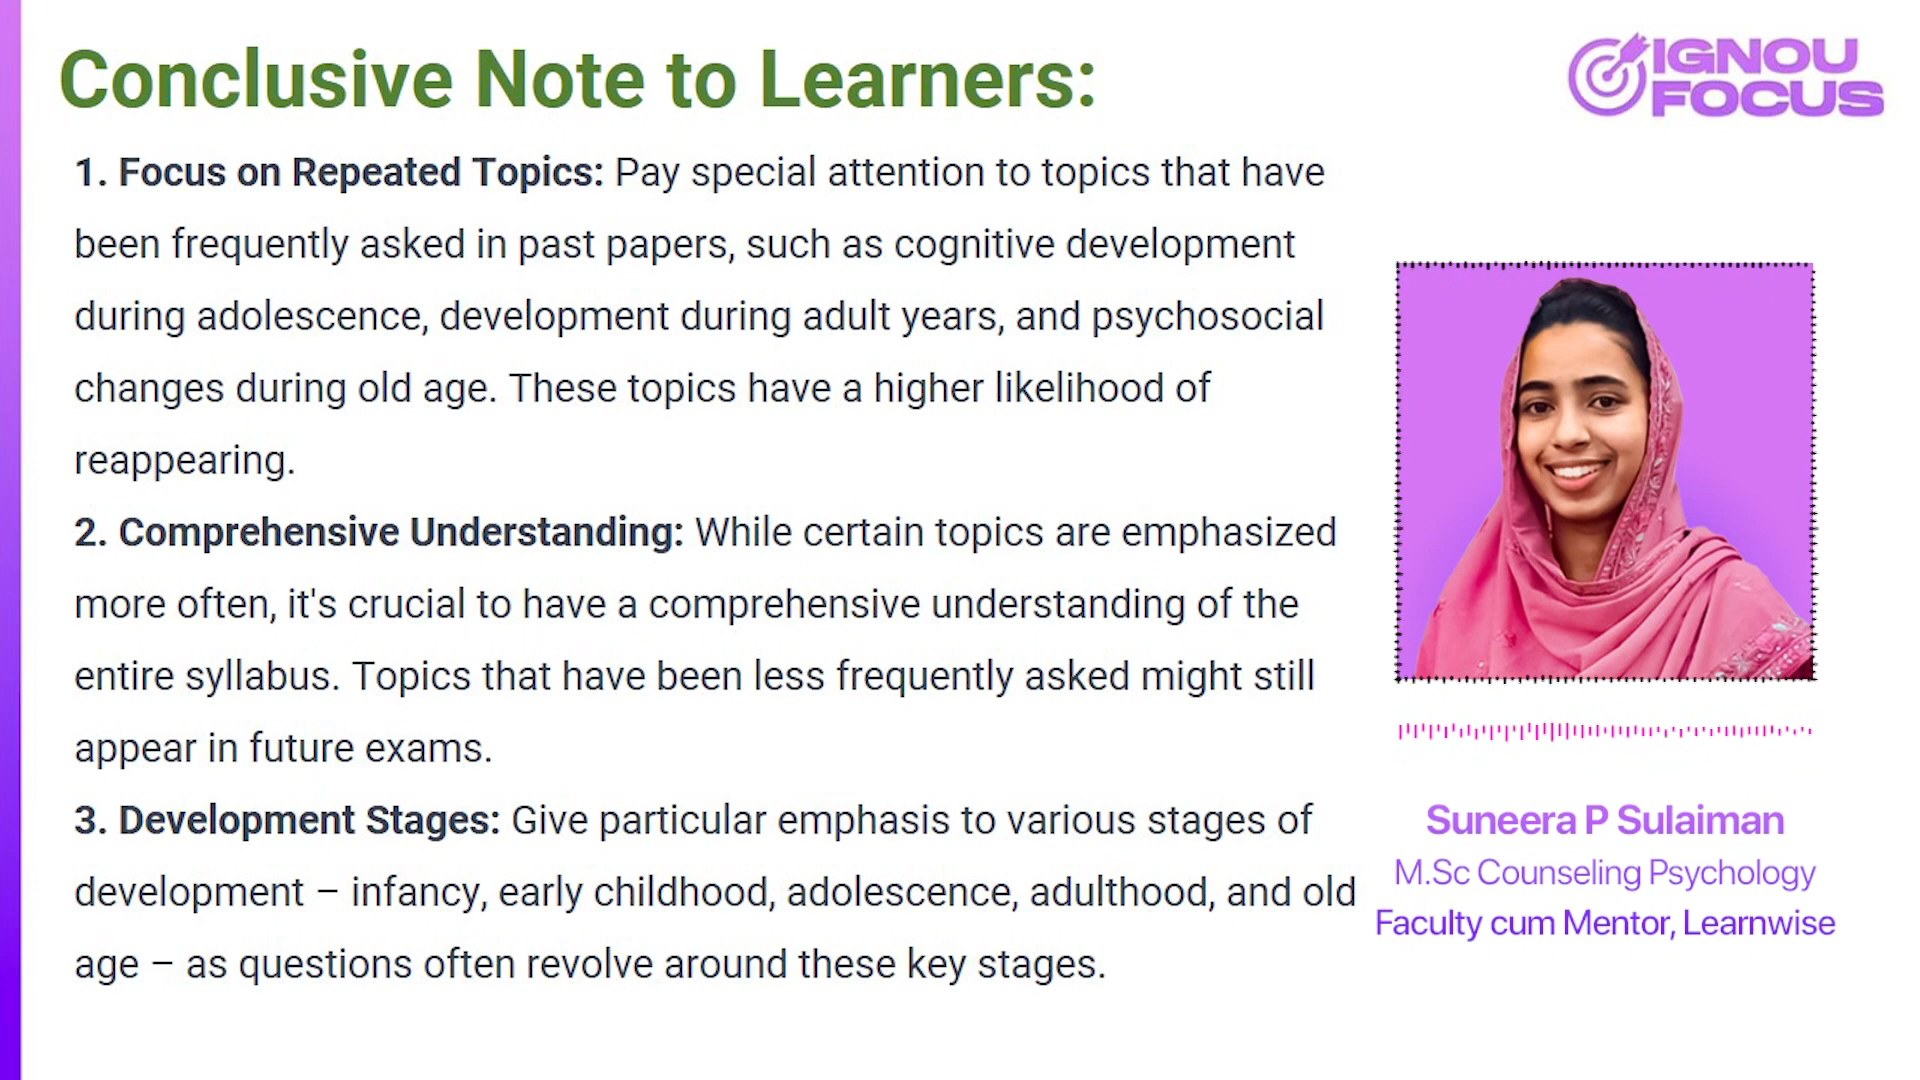 Conclusive Note to Learners:
IGNOU
FOCUS
1. Focus on Repeated Topics: Pay special attention to topics that have
been frequently asked in past papers, such as cognitive development
during adolescence, development during adult years, and psychosocial
changes during old age. These topics have a higher likelihood of
reappearing.
2. Comprehensive Understanding: While certain topics are emphasized
more often, it's crucial to have a comprehensive understanding of the
entire syllabus. Topics that have been less frequently asked might still
appear in future exams.
3. Development Stages: Give particular emphasis to various stages of
development – infancy, early childhood, adolescence, adulthood, and old
age – as questions often revolve around these key stages.
Suneera P Sulaiman
M.Sc Counseling Psychology
Faculty cum Mentor, Learnwise